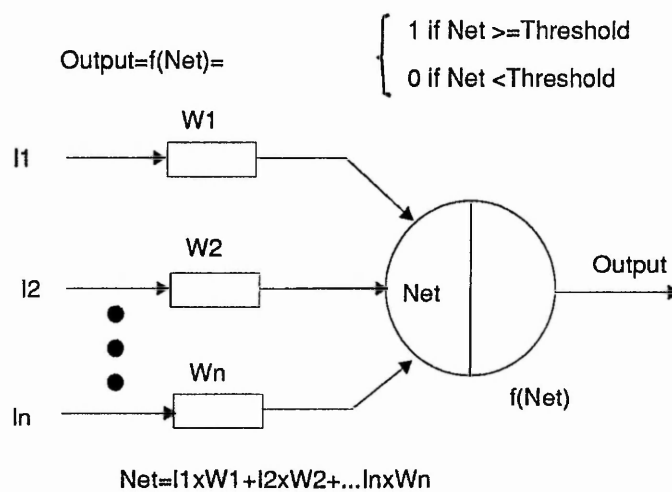 1 if Net >=Threshold
Output=f(Net)=
0 if Net <Threshold
W1
I1
W2
I2
Net
Output
Wn
In
f(Net)
Net=I1xW1+I2xW2+...InxWn